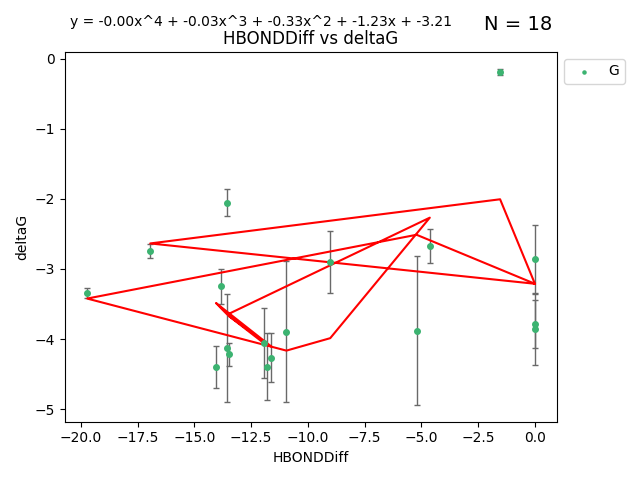 y = -0.00x^4 + -0.03x^3 + -0.33x^2 + -1.23x + -3.21
N = 18
HBONDDiff vs deltaG
G
0
−1
−2
−3
−4
−5
deltaG
−20.0 −17.5 −15.0 −12.5 −10.0 −7.5 −5.0 −2.5 0.0
HBONDDiff